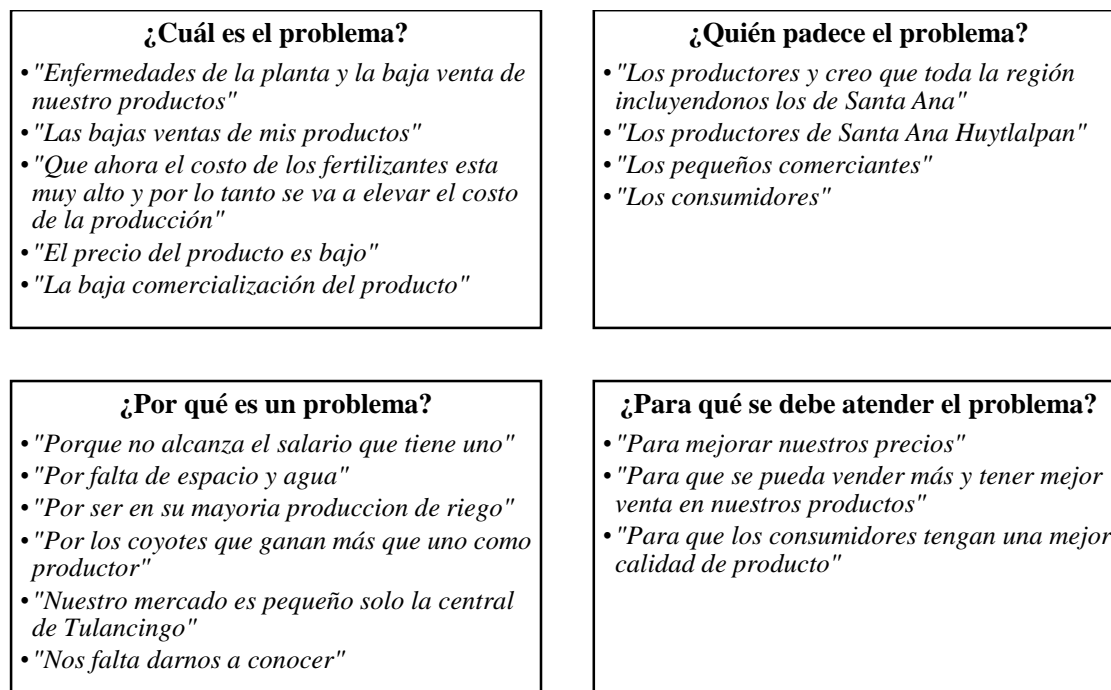 ¿Cuál es el problema?
•"Enfermedades de la planta y la baja venta de
nuestro productos"
•"Las bajas ventas de mis productos"
•"Que ahora el costo de los fertilizantes esta
muy alto y por lo tanto se va a elevar el costo
de la producción"
•"El precio del producto es bajo"
•"La baja comercialización del producto"
¿Quién padece el problema?
•"Los productores y creo que toda la región
incluyendonos los de Santa Ana"
•"Los productores de Santa Ana Huytlalpan"
•"Los pequeños comerciantes"
•"Los consumidores"
¿Por qué es un problema?
•"Porque no alcanza el salario que tiene uno"
•"Por falta de espacio y agua"
•"Por ser en su mayoria produccion de riego"
•"Por los coyotes que ganan más que uno como
productor"
•"Nuestro mercado es pequeño solo la central
de Tulancingo"
•"Nos falta darnos a conocer"
¿Para qué se debe atender el problema?
•"Para mejorar nuestros precios"
•"Para que se pueda vender más y tener mejor
venta en nuestros productos"
•"Para que los consumidores tengan una mejor
calidad de producto"